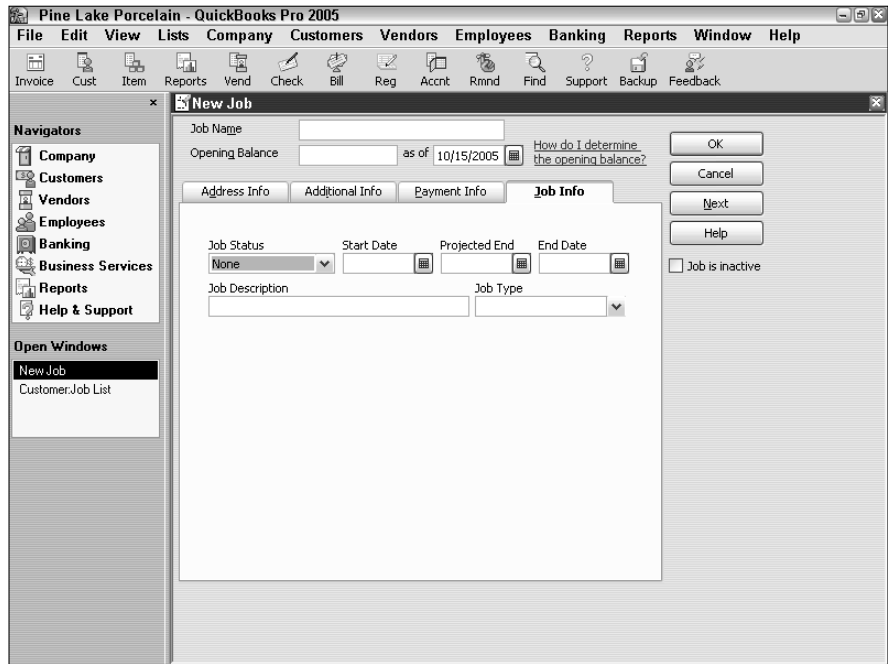 Pine Lake Porcelain - QuickBooks Pro 2005
File Edit View Lists Company Customers Vendors Employees Banking Reports Window Help
Invoice Cust Item Reports Vend Check Bill Reg Accnt Rmnd Find Support Backup Feedback
New Job
Navigators
Company
Customers
Vendors
Employees
Banking
Business Services
Reports
Help & Support
Open Windows
New Job
Customer:Job List
Job Name
Opening Balance as of 10/15/2005
How do I determine
the opening balance?
Address Info Additional Info Payment Info Job Info
Job Status Start Date Projected End End Date
None
Job Description Job Type
OK
Cancel
Next
Help
Job is inactive